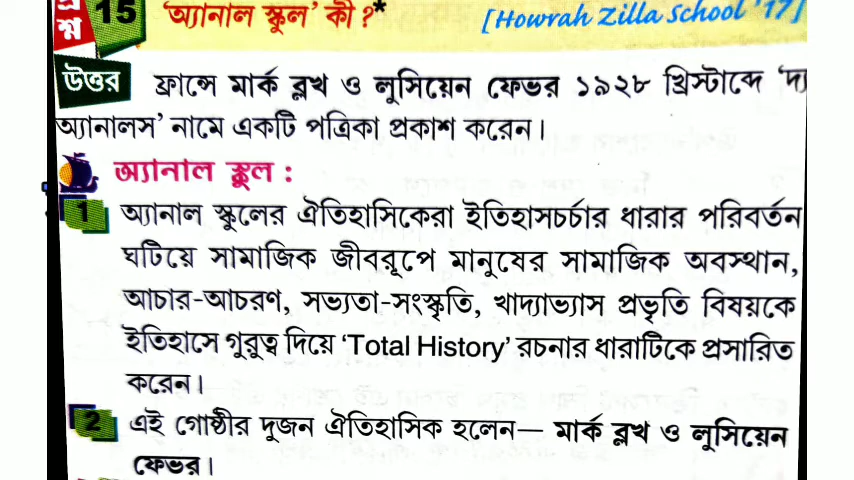 প্রশ্ন 15 'অ্যানাল স্কুল' কী ?* [Howrah Zilla School '17]
উত্তর ফ্রান্সে মার্ক ব্লখ ও লুসিয়েন ফেভর ১৯২৮ খ্রিস্টাব্দে 'দ্য
অ্যানালস' নামে একটি পত্রিকা প্রকাশ করেন।
অ্যানাল স্কুল :
1 অ্যানাল স্কুলের ঐতিহাসিকেরা ইতিহাসচর্চার ধারার পরিবর্তন
ঘটিয়ে সামাজিক জীবরূপে মানুষের সামাজিক অবস্থান,
আচার-আচরণ, সভ্যতা-সংস্কৃতি, খাদ্যাভ্যাস প্রভৃতি বিষয়কে
ইতিহাসে গুরুত্ব দিয়ে 'Total History' রচনার ধারাটিকে প্রসারিত
করেন।
2 এই গোষ্ঠীর দুজন ঐতিহাসিক হলেন— মার্ক ব্লখ ও লুসিয়েন
ফেভর।